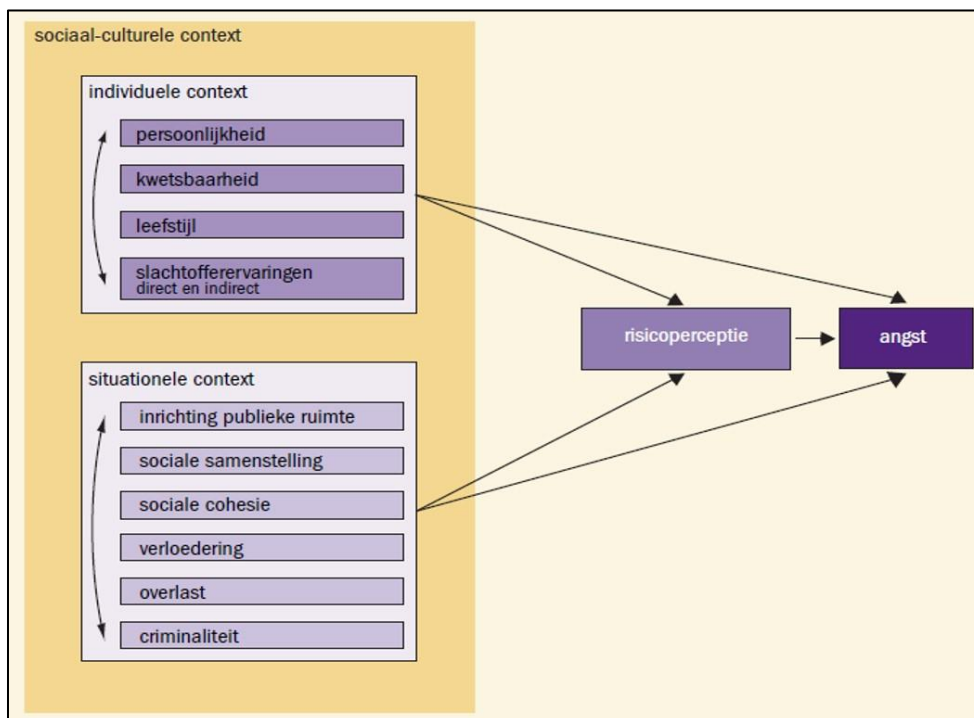 sociaal-culturele context
individuele context
persoonlijkheid
kwetsbaarheid
leefstijl
slachtofferervaringen
direct en indirect
situationele context
inrichting publieke ruimte
sociale samenstelling
sociale cohesie
verloedering
overlast
criminaliteit
risicoperceptie
angst